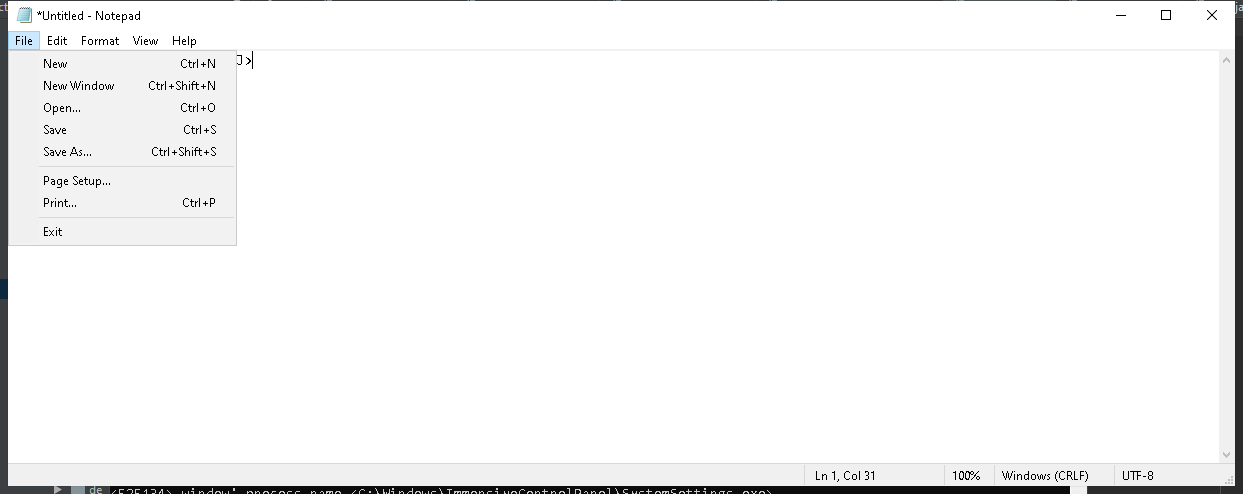 *Untitled - Notepad
File Edit Format View Help
>
New Ctrl+N
New Window Ctrl+Shift+N
Open... Ctrl+O
Save Ctrl+S
Save As... Ctrl+Shift+S
Page Setup...
Print... Ctrl+P
Exit
Ln 1, Col 31 100% Windows (CRLF) UTF-8
de <525134> window' process name <C:\Windows\ImmersiveControlPanel\SystemSettings.exe>